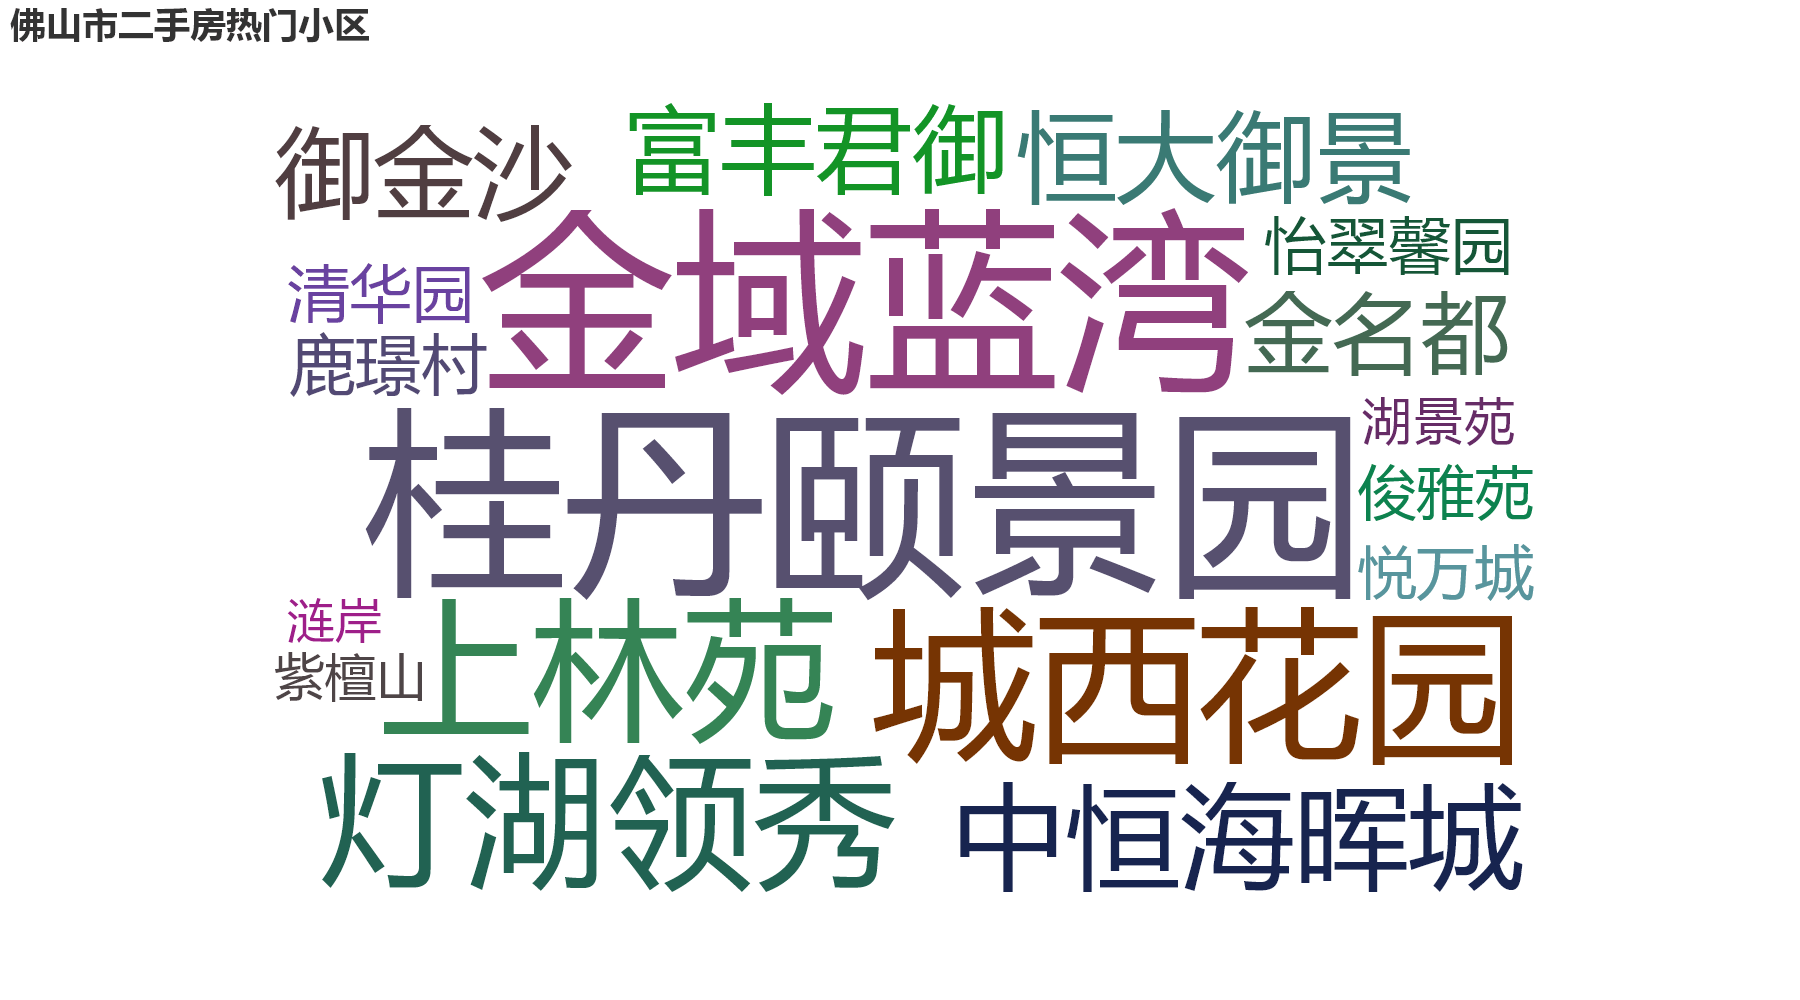 佛山市二手房热门小区
富丰君御
恒大御景
御金沙
金域蓝湾
怡翠馨园
清华园
金名都
鹿璟村
湖景苑
桂丹颐景园
俊雅苑
悦万城
涟岸
上林苑
城西花园
紫檀山
灯湖领秀
中恒海晖城